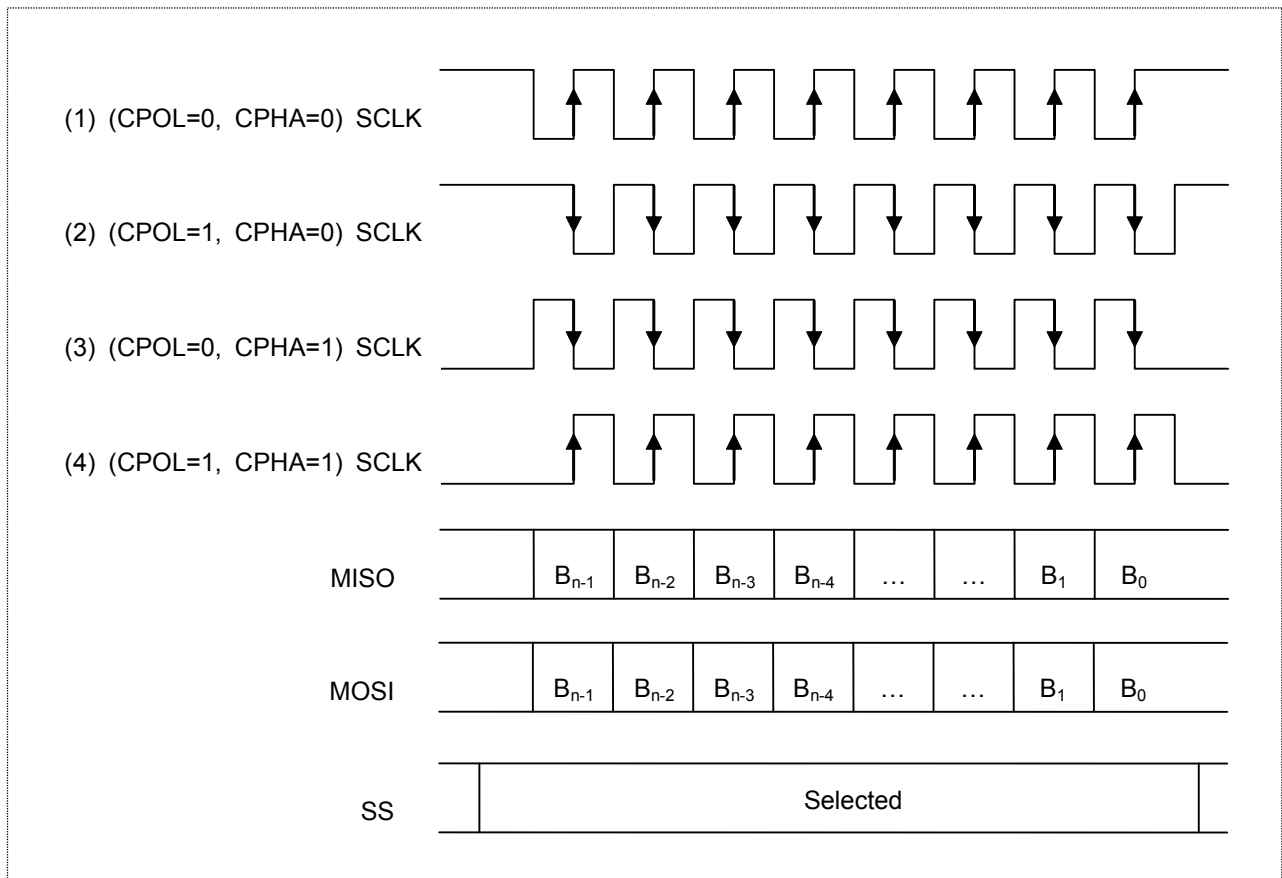 (1) (CPOL=0, CPHA=0) SCLK
(2) (CPOL=1, CPHA=0) SCLK
(3) (CPOL=0, CPHA=1) SCLK
(4) (CPOL=1, CPHA=1) SCLK
MISO Bn-1 Bn-2 Bn-3 Bn-4 … … B1 B0
MOSI Bn-1 Bn-2 Bn-3 Bn-4 … … B1 B0
SS Selected